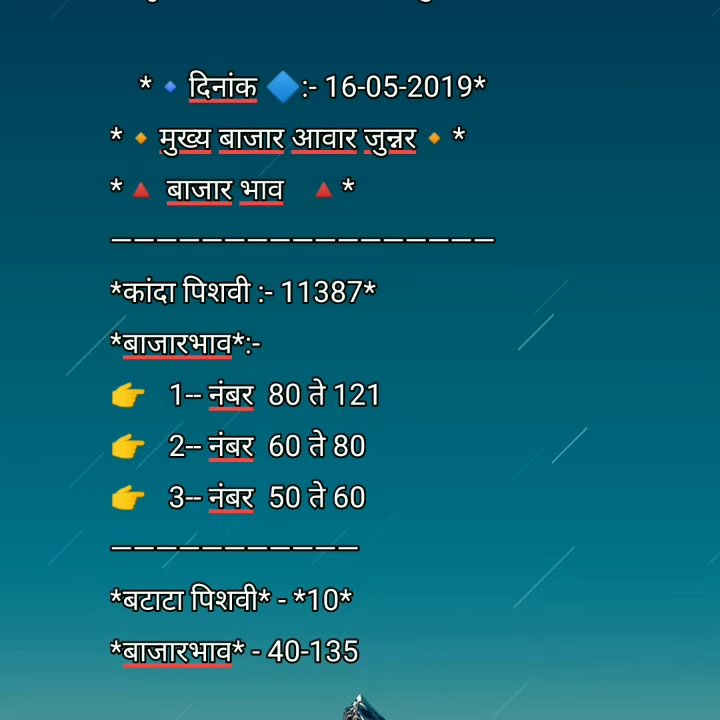 *🔹दिनांक 🔷:- 16-05-2019*
*🔸मुख्य बाजार आवार जुन्नर🔸*
*🔺 बाजार भाव 🔺*
—————————————————
*कांदा पिशवी :- 11387*
*बाजारभाव*:-
👉 1-- नंबर 80 ते 121
👉 2-- नंबर 60 ते 80
👉 3-- नंबर 50 ते 60
———————————
*बटाटा पिशवी* - *10*
*बाजारभाव* - 40-135